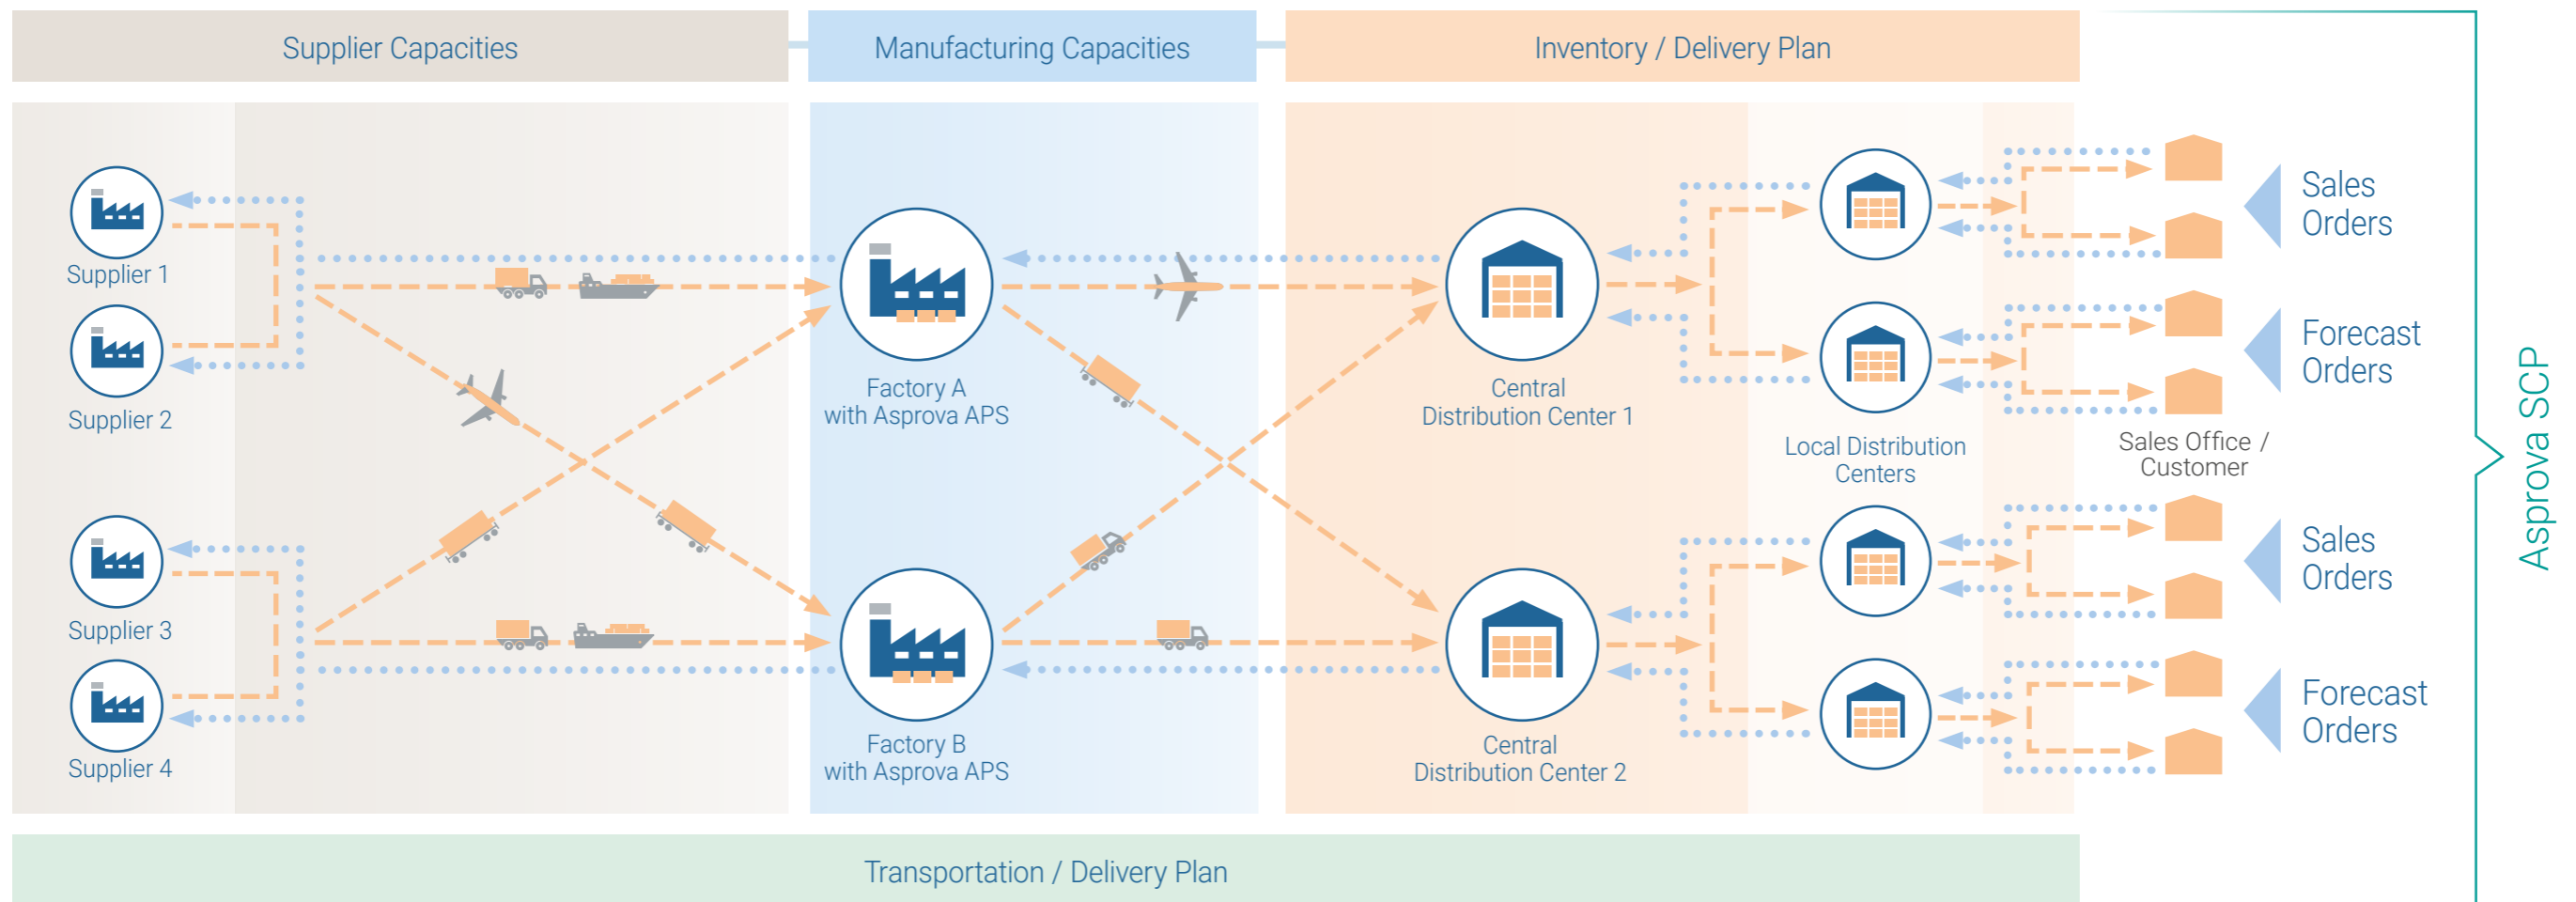 Supplier Capacities
Manufacturing Capacities
Inventory / Delivery Plan
Supplier 1
Supplier 2
Supplier 3
Supplier 4
Factory A
with Asprova APS
Factory B
with Asprova APS
Central
Distribution Center 1
Central
Distribution Center 2
Local Distribution
Centers
Sales Office /
Customer
Sales
Orders
Forecast
Orders
Sales
Orders
Forecast
Orders
Asprova SCP
Transportation / Delivery Plan